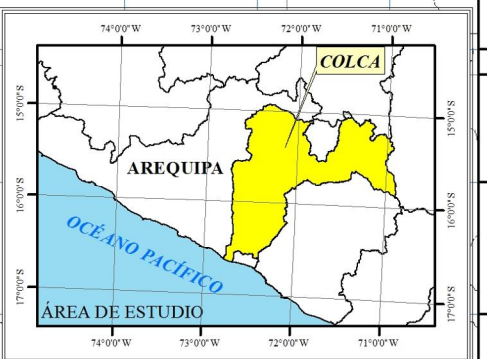 74°0'0"W 73°0'0"W 72°0'0"W 71°0'0"W
COLCA
15°0'0"S 15°0'0"S
AREQUIPA
16°0'0"S 16°0'0"S
OCÉANO PACÍFICO
17°0'0"S 17°0'0"S
ÁREA DE ESTUDIO
74°0'0"W 73°0'0"W 72°0'0"W 71°0'0"W